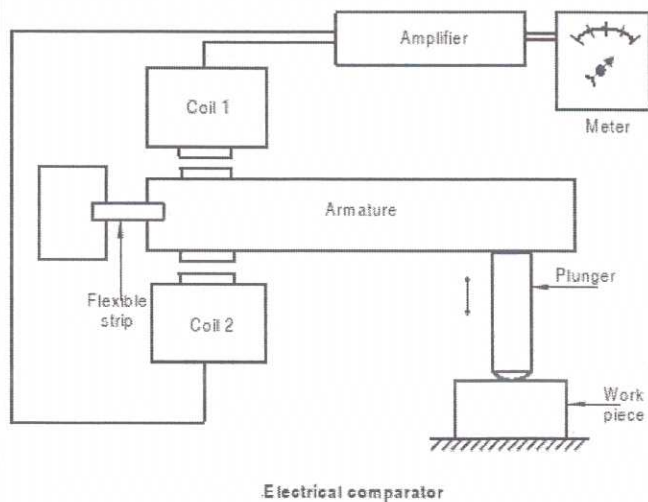 Amplifier
Meter
Coil 1
Armature
Flexible
strip
Coil 2
Plunger
Work
piece
Electrical comparator